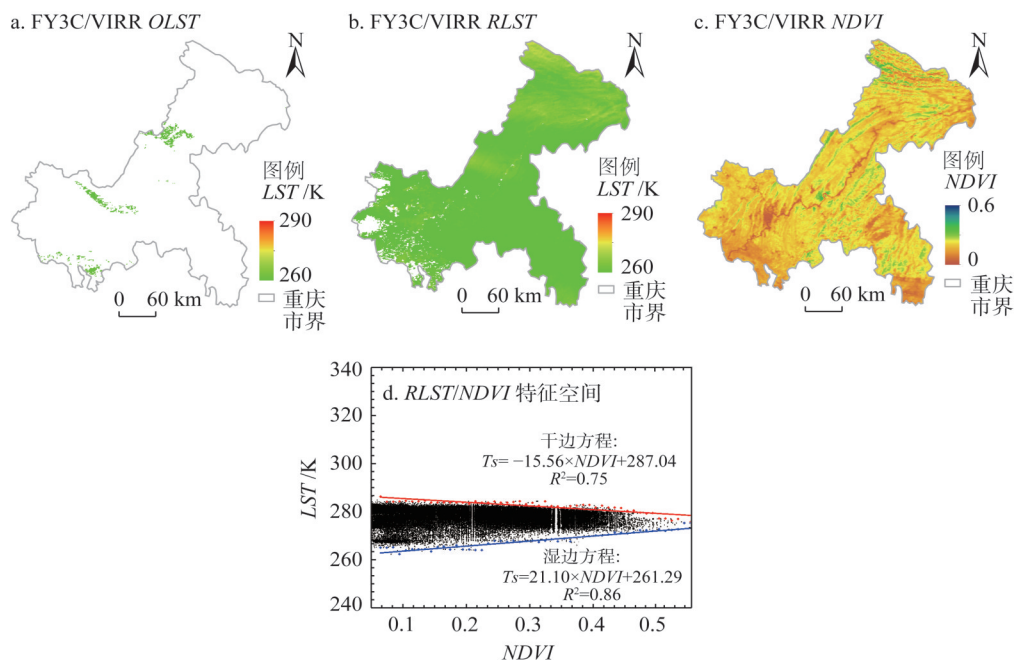 a. FY3C/VIRR OLST
N
图例
LST /K
290
260
重庆
市界
0 60 km
b. FY3C/VIRR RLST
N
图例
LST /K
290
260
重庆
市界
0 60 km
c. FY3C/VIRR NDVI
N
图例
NDVI
0.6
0
重庆
市界
0 60 km
d. RLST/NDVI 特征空间
干边方程:
Ts= −15.56×NDVI+287.04
R²=0.75
湿边方程:
Ts=21.10×NDVI+261.29
R²=0.86
LST /K
340
320
300
280
260
240
0.1 0.2 0.3 0.4 0.5
NDVI